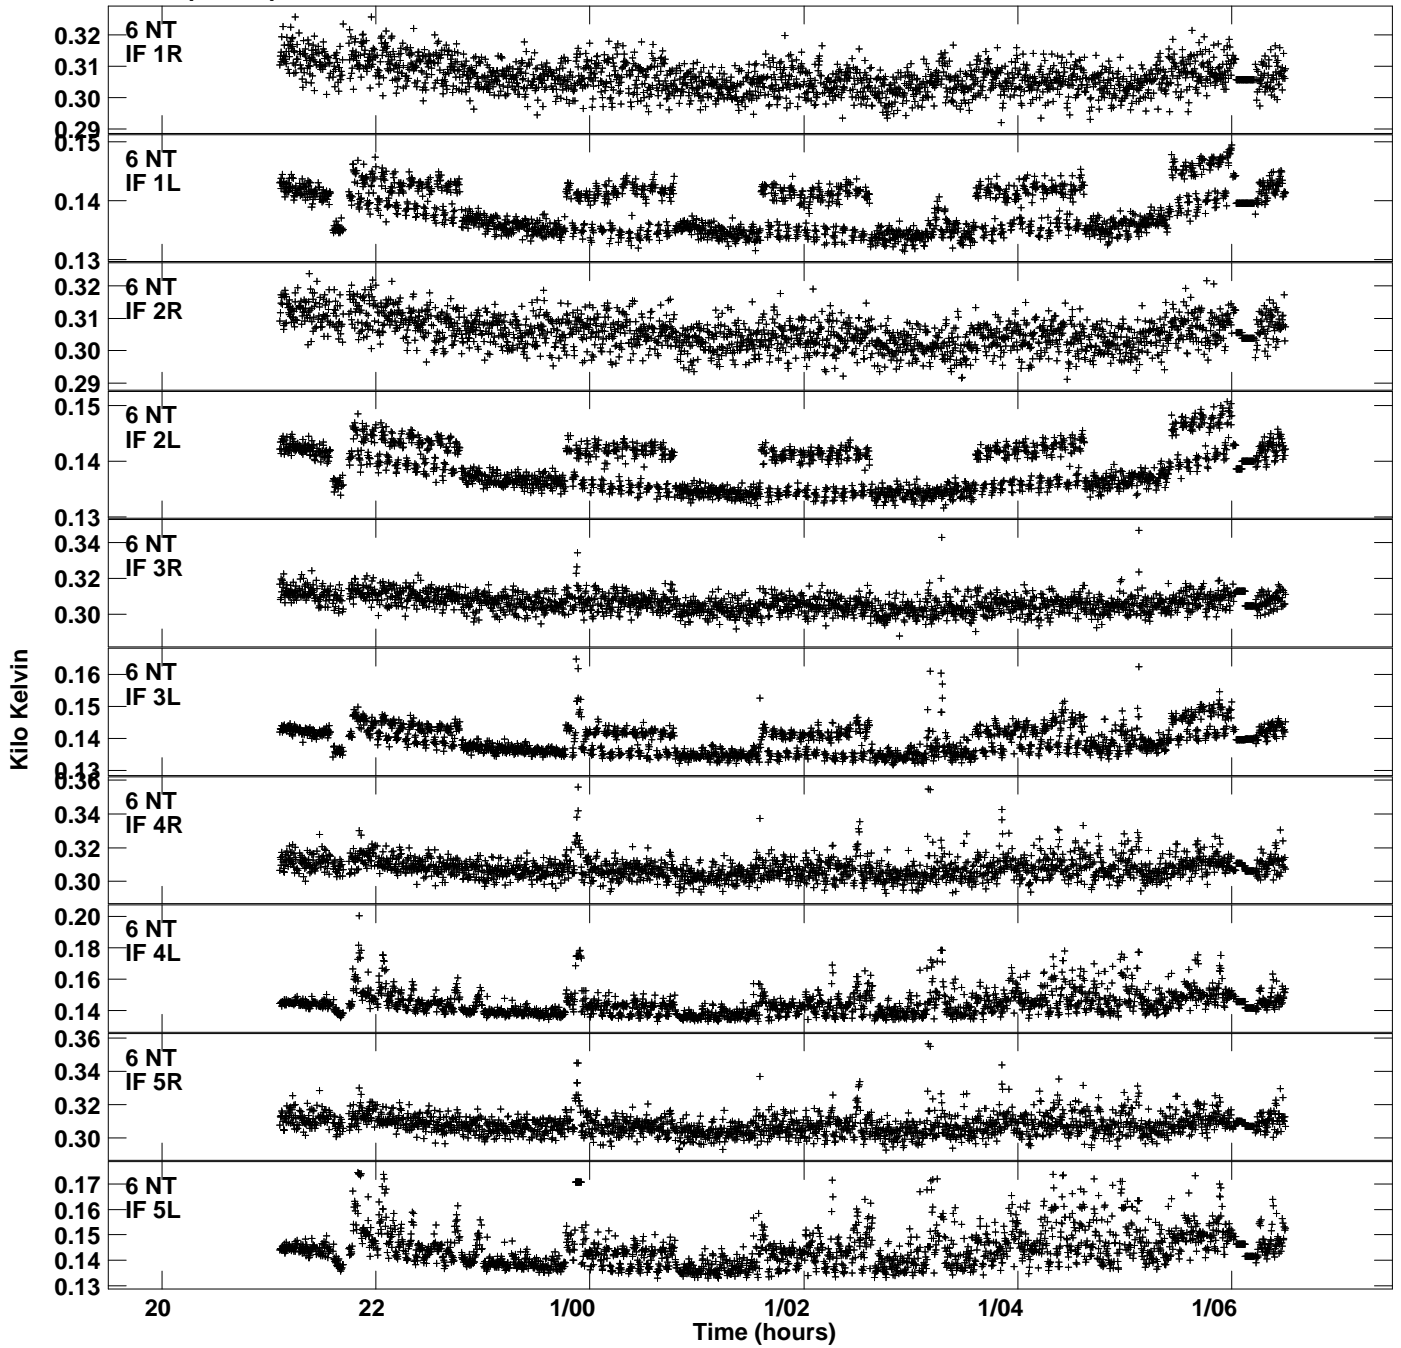 6 NT
IF 1R
0.32
0.31
0.30
0.29
6 NT
IF 1L
0.15
0.14
0.13
6 NT
IF 2R
0.32
0.31
0.30
0.29
6 NT
IF 2L
0.15
0.14
0.13
6 NT
IF 3R
0.34
0.32
0.30
6 NT
IF 3L
0.16
0.15
0.14
0.13
6 NT
IF 4R
0.36
0.34
0.32
0.30
6 NT
IF 4L
0.20
0.18
0.16
0.14
6 NT
IF 5R
0.36
0.34
0.32
0.30
6 NT
IF 5L
0.17
0.16
0.15
0.14
0.13
Kilo Kelvin
20 22 1/00 1/02 1/04 1/06
Time (hours)